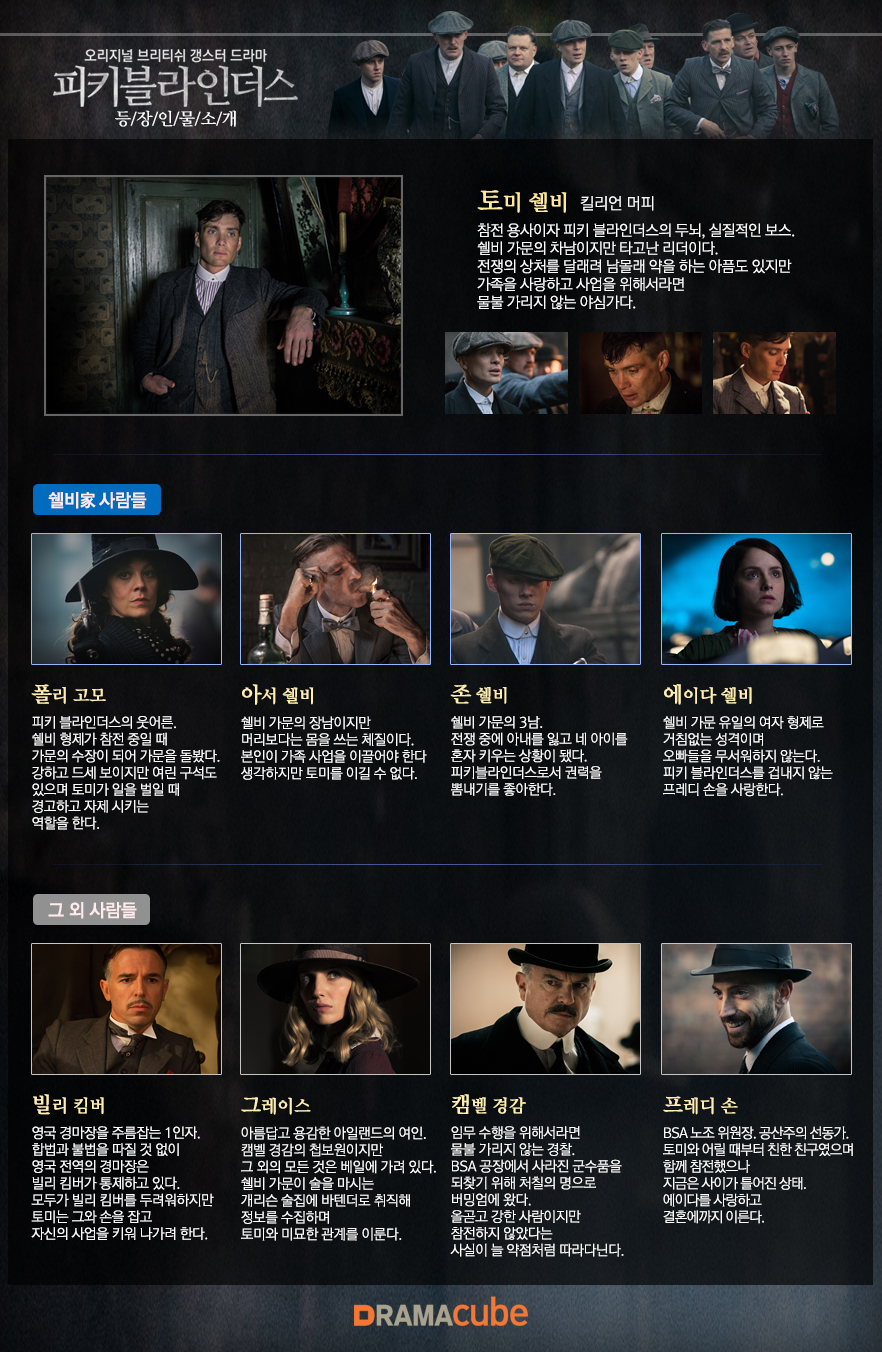 오리지널 브리티쉬 갱스터 드라마
피키블라인더스
등/장/인/물/소/개
토미 쉘비 킬리언 머피
참전 용사이자 피키 블라인더스의 두뇌, 실질적인 보스.
쉘비 가문의 차남이지만 타고난 리더이다.
전쟁의 상처를 달래려 남몰래 약을 하는 아픔도 있지만
가족을 사랑하고 사업을 위해서라면
물불 가리지 않는 야심가다.
쉘비家 사람들
폴리 고모
피키 블라인더스의 웃어른.
쉘비 형제가 참전 중일 때
가문의 수장이 되어 가문을 돌봤다.
강하고 드세 보이지만 여린 구석도
있으며 토미가 일을 벌일 때
경고하고 자제 시키는
역할을 한다.
아서 쉘비
쉘비 가문의 장남이지만
머리보다는 몸을 쓰는 체질이다.
본인이 가족 사업을 이끌어야 한다
생각하지만 토미를 이길 수 없다.
존 쉘비
쉘비 가문의 3남.
전쟁 중에 아내를 잃고 네 아이를
혼자 키우는 상황이 됐다.
피키블라인더스로서 권력을
뽐내기를 좋아한다.
에이다 쉘비
쉘비 가문 유일의 여자 형제로
거침없는 성격이며
오빠들을 무서워하지 않는다.
피키 블라인더스를 겁내지 않는
프레디 손을 사랑한다.
그 외 사람들
빌리 킴버
영국 경마장을 주름잡는 1인자.
합법과 불법을 따질 것 없이
영국 전역의 경마장은
빌리 킴버가 통제하고 있다.
모두가 빌리 킴버를 두려워하지만
토미는 그와 손을 잡고
자신의 사업을 키워 나가려 한다.
그레이스
아름답고 용감한 아일랜드의 여인.
캠벨 경감의 첩보원이지만
그 외의 모든 것은 베일에 가려 있다.
쉘비 가문이 술을 마시는
개리슨 술집에 바텐더로 취직해
정보를 수집하며
토미와 미묘한 관계를 이룬다.
캠벨 경감
임무 수행을 위해서라면
물불 가리지 않는 경찰.
BSA 공장에서 사라진 군수품을
되찾기 위해 처칠의 명으로
버밍엄에 왔다.
올곧고 강한 사람이지만
참전하지 않았다는
사실이 늘 약점처럼 따라다닌다.
프레디 손
BSA 노조 위원장. 공산주의 선동가.
토미와 어릴 때부터 친한 친구였으며
함께 참전했으나
지금은 사이가 틀어진 상태.
에이다를 사랑하고
결혼에까지 이른다.
DRAMAcube